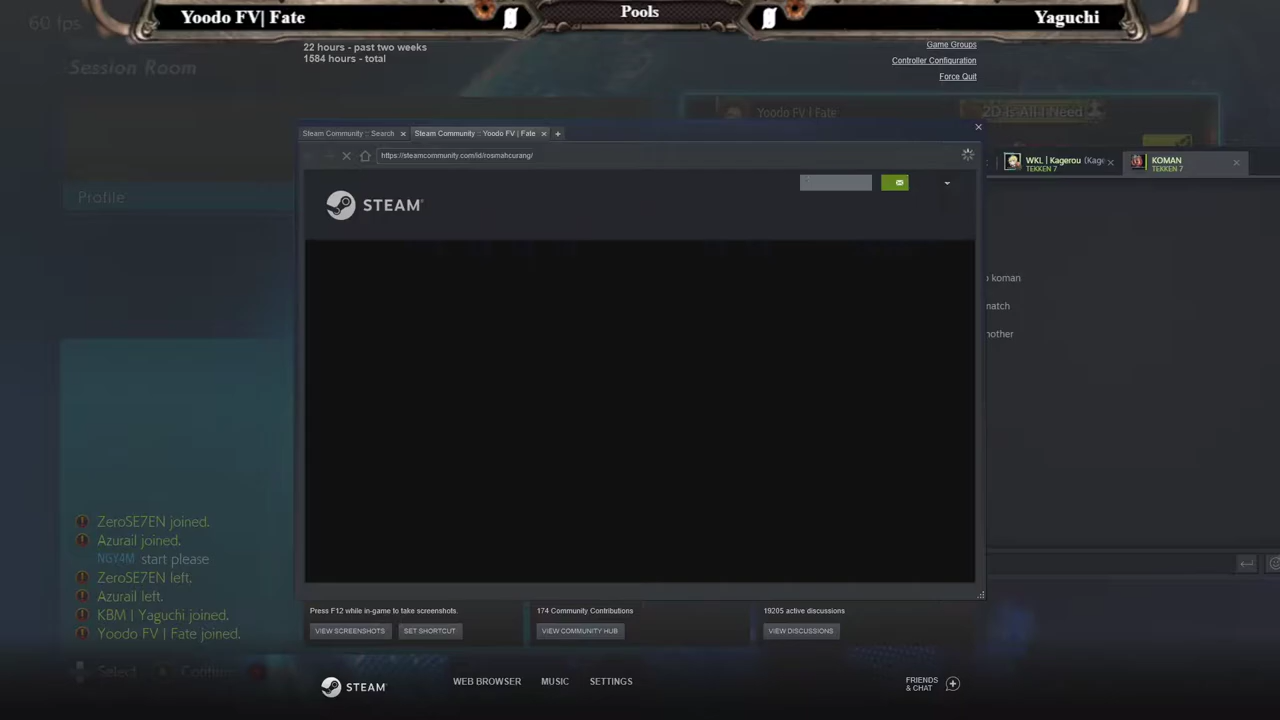 60 fps
Yoodo FV| Fate
0
Pools
0
Yaguchi
Session Room
22 hours - past two weeks
1584 hours - total
Game Groups
Controller Configuration
Force Quit
Yoodo FV | Fate
2D Is All I Need
Steam Community :: Search
Steam Community :: Yoodo FV | Fate
https://steamcommunity.com/id/rosmahcurang/
WKL | Kagerou (Kage
TEKKEN 7
KOMAN
TEKKEN 7
Profile
STEAM
koman
match
ZeroSE7EN joined.
Azurail joined.
NGY4M start please
ZeroSE7EN left.
Azurail left.
KBM | Yaguchi joined.
Yoodo FV | Fate joined.
Press F12 while in-game to take screenshots.
174 Community Contributions
19205 active discussions
VIEW SCREENSHOTS
SET SHORTCUT
VIEW COMMUNITY HUB
VIEW DISCUSSIONS
Select
STEAM
WEB BROWSER
MUSIC
SETTINGS
FRIENDS
& CHAT